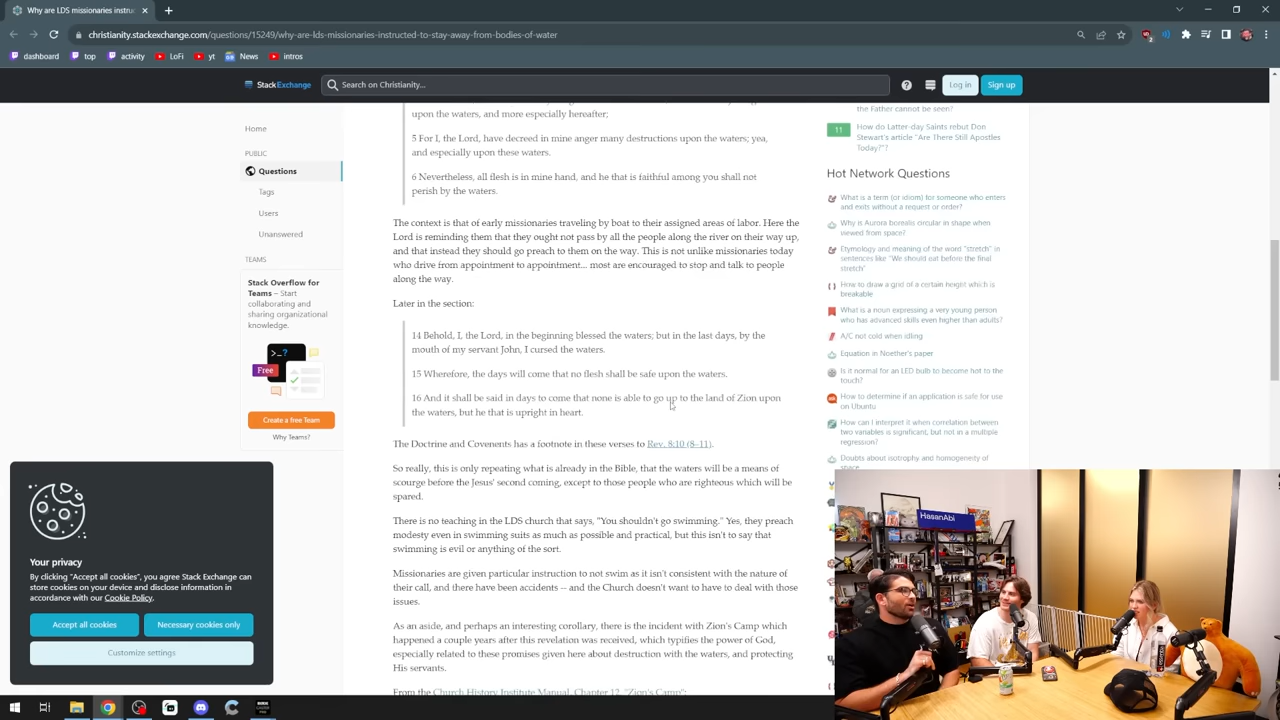 Why are LDS missionaries instruc
christianity.stackexchange.com/questions/15249/why-are-lds-missionaries-instructed-to-stay-away-from-bodies-of-water
dashboard
top
activity
LoFi
yt
News
intros
StackExchange
Search on Christianity...
Log in
Sign up
Home
PUBLIC
Questions
Tags
Users
Unanswered
TEAMS
Stack Overflow for
Teams – Start
collaborating and
sharing organizational
knowledge.
>_?
Free
Create a free Team
Why Teams?
upon the waters, and more especially hereafter;
5 For I, the Lord, have decreed in mine anger many destructions upon the waters; yea,
and especially upon these waters.
6 Nevertheless, all flesh is in mine hand, and he that is faithful among you shall not
perish by the waters.
The context is that of early missionaries traveling by boat to their assigned areas of labor. Here the
Lord is reminding them that they ought not pass by all the people along the river on their way up,
and that instead they should go preach to them on the way. This is not unlike missionaries today
who drive from appointment to appointment... most are encouraged to stop and talk to people
along the way.
Later in the section:
14 Behold, I, the Lord, in the beginning blessed the waters; but in the last days, by the
mouth of my servant John, I cursed the waters.
15 Wherefore, the days will come that no flesh shall be safe upon the waters.
16 And it shall be said in days to come that none is able to go up to the land of Zion upon
the waters, but he that is upright in heart.
The Doctrine and Covents has a footnote in these verses to Rev. 8:10 (8–11).
So really, this is only repeating what is already in the Bible, that the waters will be a means of
scourge before the Jesus' second coming, except to those people who are righteous which will be
spared.
There is no teaching in the LDS church that says, "You shouldn't go swimming." Yes, they preach
modesty even in swimming suits as much as possible and practical, but this isn't to say that
swimming is evil or anything of the sort.
Missionaries are given particular instruction to not swim as it isn't consistent with the nature of
their call, and there have been accidents -- and the Church doesn't want to have to deal with those
issues.
As an aside, and perhaps an interesting corollary, there is the incident with Zion's Camp which
happened a couple years after this revelation was received, which typifies the power of God,
especially related to these promises given here about destruction with the waters, and protecting
His servants.
From the Church History Institute Manual, Chapter 12, "Zion's Camp":
the Father cannot be seen?
11
How do Latter-day Saints rebut Don
Stewart's article "Are There Still Apostles
Today?"?
Hot Network Questions
What is a term (or idiom) for someone who enters
and exits without a request or order?
Why is Aurora borealis circular in shape when
viewed from space?
Etymology and meaning of the word "stretch" in
sentences like "We should eat before the final
stretch"
How to draw a grid of a certain height which is
breakable
What is a noun expressing a very young person
who has advanced skills even higher than adults?
A/C not cold when idling
Equation in Noether's paper
Is it normal for an LED bulb to become hot to the
touch?
How to determine if an application is safe for use
on Ubuntu
How can I interpret it when correlation between
two variables is significant, but not in a multiple
regression?
Doubts about isotrophy and homogeneity of
space
Your privacy
By clicking "Accept all cookies", you agree Stack Exchange can
store cookies on your device and disclose information in
accordance with our Cookie Policy.
Accept all cookies
Necessary cookies only
Customize settings
HasanAbi